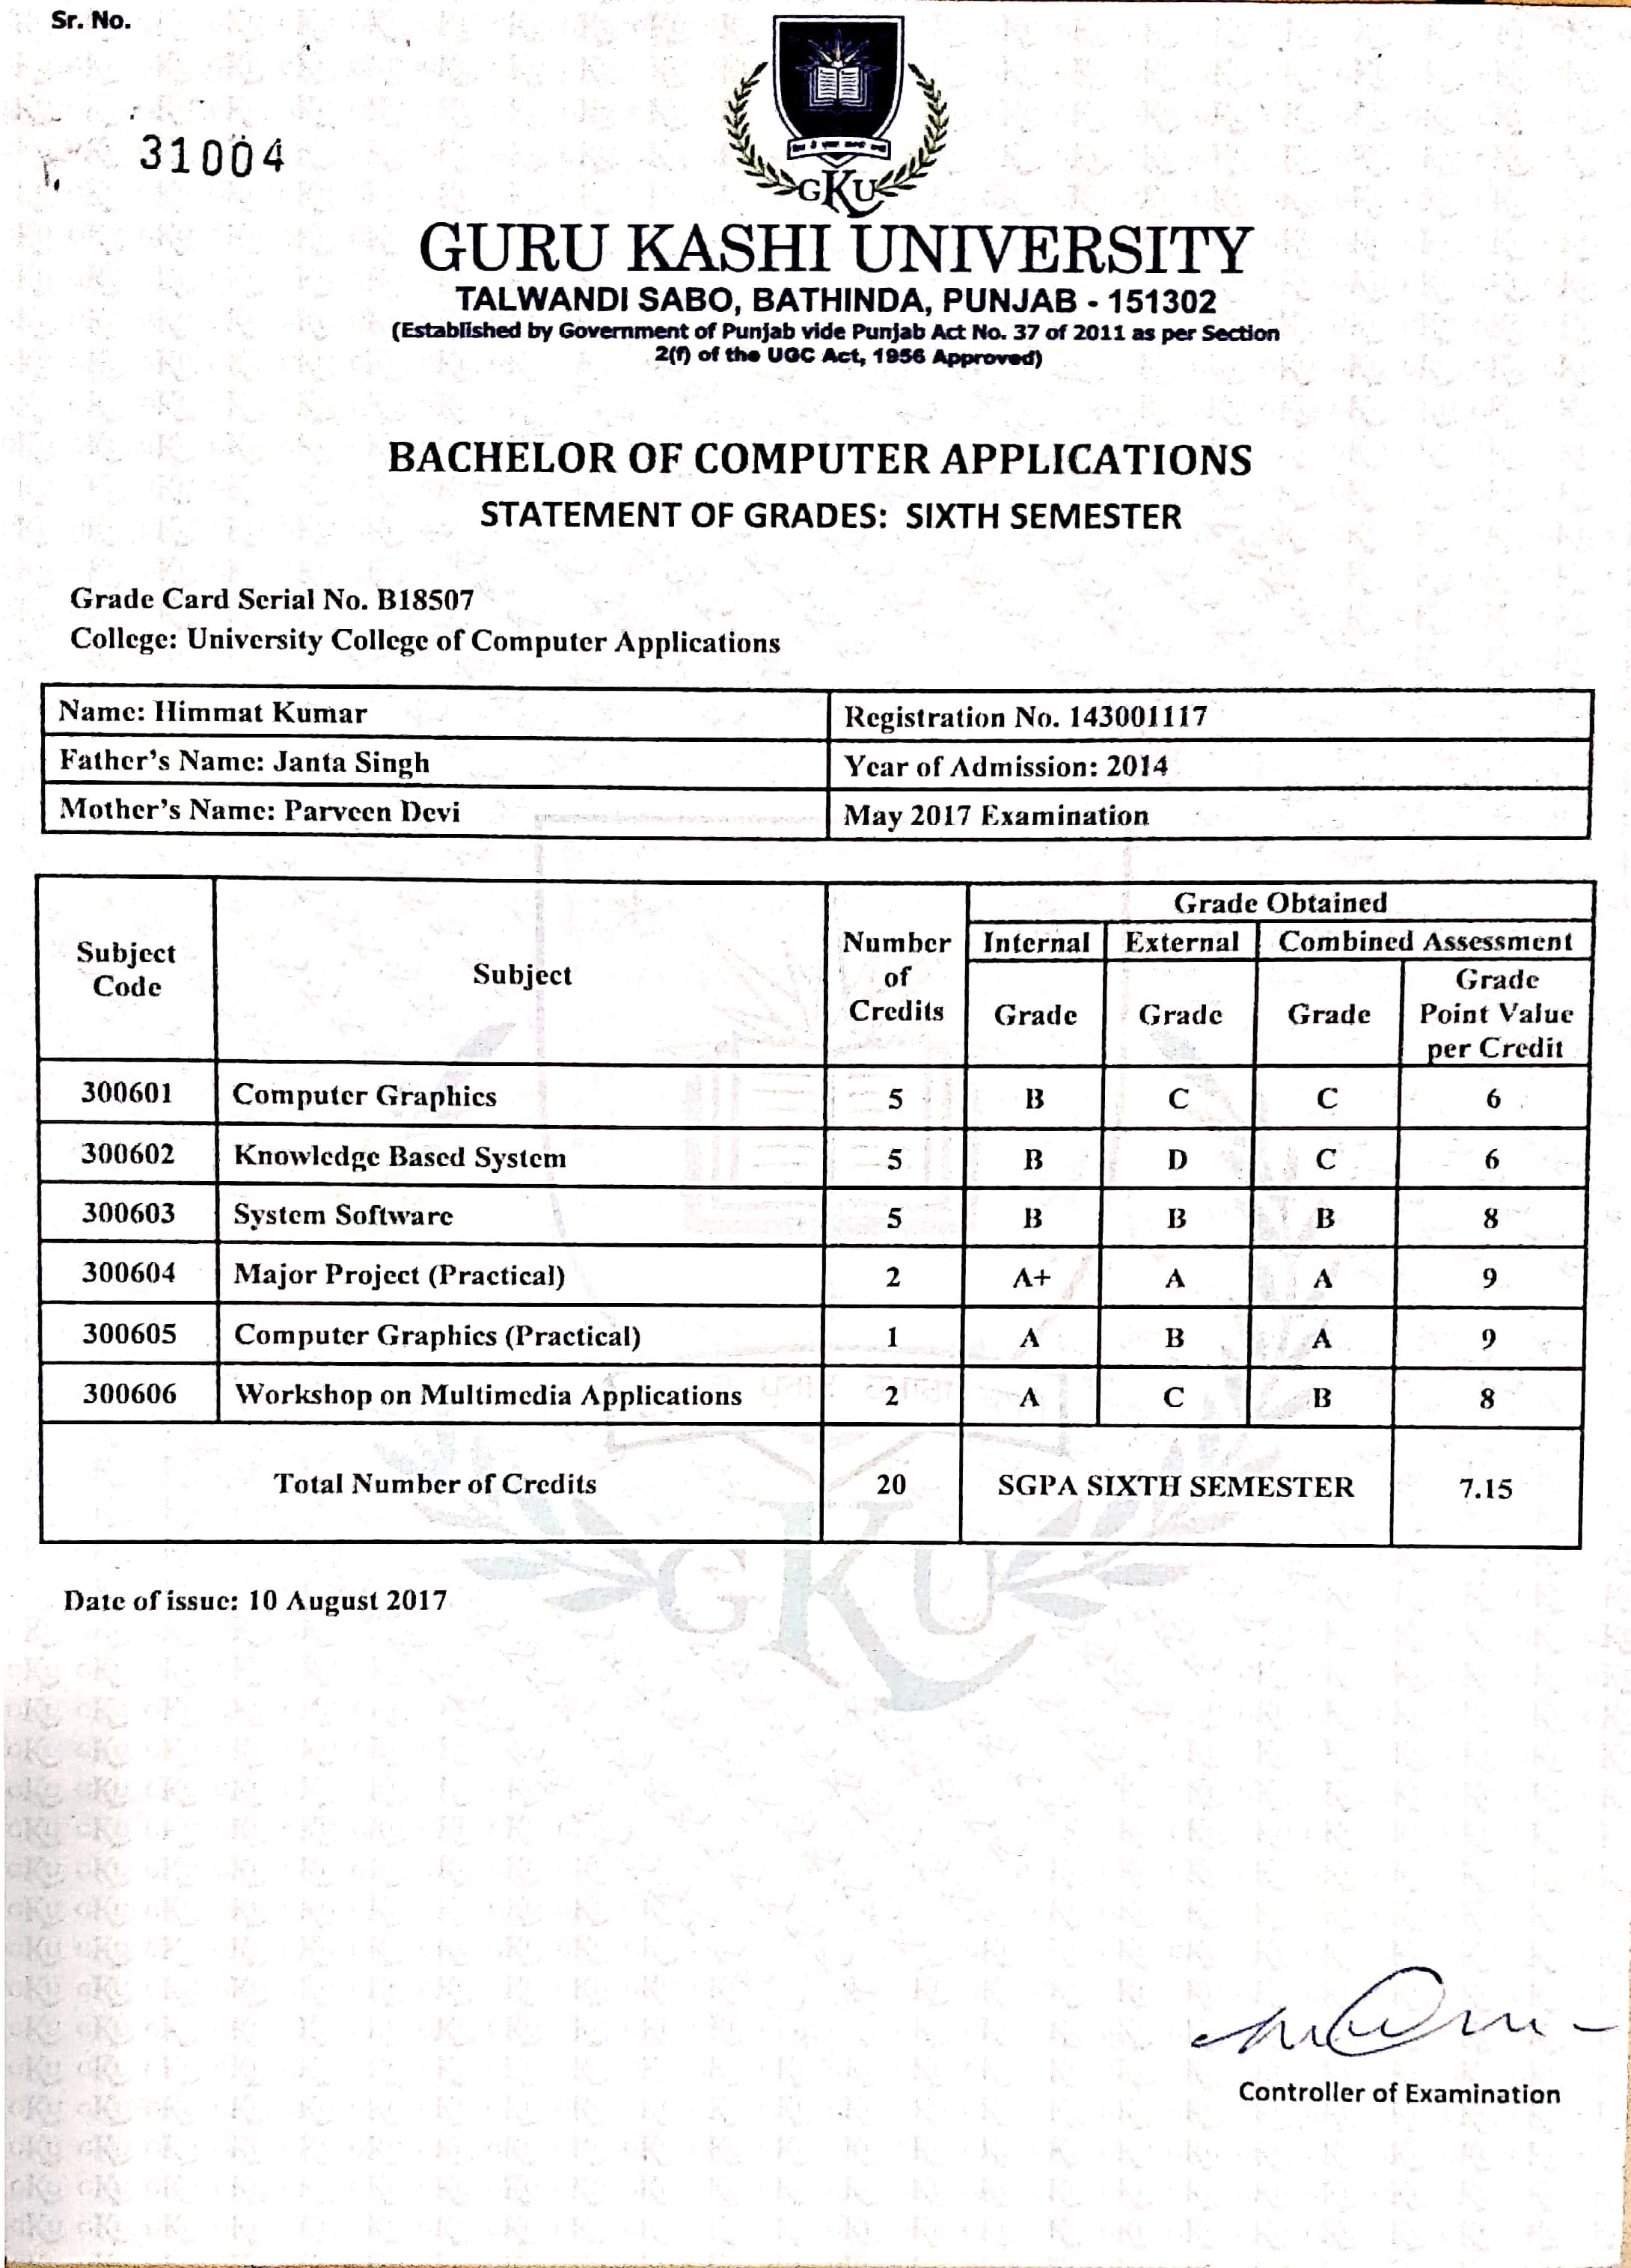 Sr. No.
31004
GKU
GURU KASHI UNIVERSITY
TALWANDI SABO, BATHINDA, PUNJAB - 151302
(Established by Government of Punjab vide Punjab Act No. 37 of 2011 as per Section
2(f) of the UGC Act, 1956 Approved)
BACHELOR OF COMPUTER APPLICATIONS
STATEMENT OF GRADES: SIXTH SEMESTER
Grade Card Serial No. B18507
College: University College of Computer Applications
Name: Himmat Kumar Registration No. 143001117
Father's Name: Janta Singh Year of Admission: 2014
Mother's Name: Parveen Devi May 2017 Examination
Subject Code Subject Number of Credits Grade Obtained
Internal External Combined Assessment
Grade Grade Grade Grade Point Value per Credit
300601 Computer Graphics 5 B C C 6
300602 Knowledge Based System 5 B D C 6
300603 System Software 5 B B B 8
300604 Major Project (Practical) 2 A+ A A 9
300605 Computer Graphics (Practical) 1 A B A 9
300606 Workshop on Multimedia Applications 2 A C B 8
Total Number of Credits 20 SGPA SIXTH SEMESTER 7.15
GKU
Date of issue: 10 August 2017
Controller of Examination